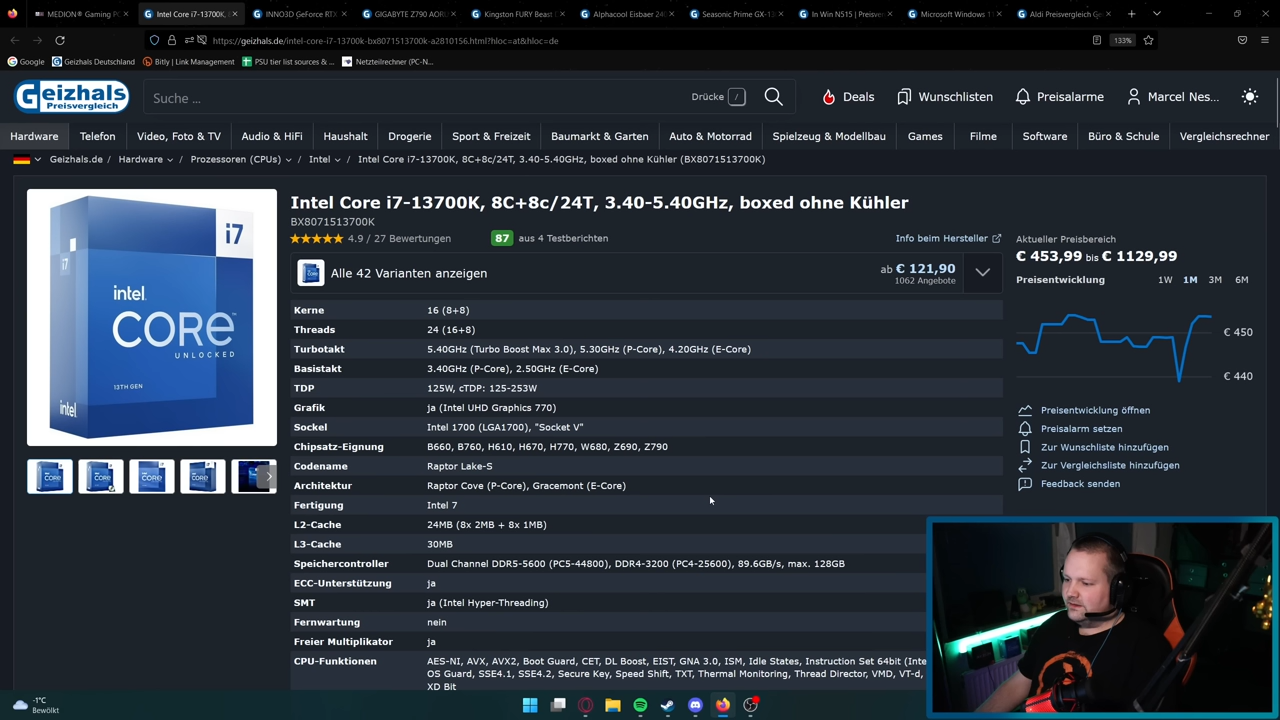 MEDION® Gaming PC
Intel Core i7-13700K,
INNO3D GeForce RTX
GIGABYTE Z790 AORU
Kingston FURY Beast
Alphacool Eisbaer 240
Seasonic Prime GX-13
In Win N515 | Preisver
Microsoft Windows 11
Aldi Preisvergleich Ge
https://geizhals.de/intel-core-i7-13700k-bx8071513700k-a2810156.html?hloc=at&hloc=de
133%
Google
Geizhals Deutschland
Bitly | Link Management
PSU tier list sources & ...
Netzteilrechner (PC-N...
Geizhals
Preisvergleich
Suche ...
Drücke /
Deals
Wunschlisten
Preisalarme
Marcel Nes...
Hardware
Telefon
Video, Foto & TV
Audio & HiFi
Haushalt
Drogerie
Sport & Freizeit
Baumarkt & Garten
Auto & Motorrad
Spielzeug & Modellbau
Games
Filme
Software
Büro & Schule
Vergleichsrechner
Geizhals.de / Hardware / Prozessoren (CPUs) / Intel / Intel Core i7-13700K, 8C+8c/24T, 3.40-5.40GHz, boxed ohne Kühler (BX8071513700K)
i7
i7
intel.
CORE
UNLOCKED
13TH GEN
intel
Intel Core i7-13700K, 8C+8c/24T, 3.40-5.40GHz, boxed ohne Kühler
BX8071513700K
4.9 / 27 Bewertungen
87 aus 4 Testberichten
Info beim Hersteller
Alle 42 Varianten anzeigen
ab € 121,90
1062 Angebote
Kerne 16 (8+8)
Threads 24 (16+8)
Turbotakt 5.40GHz (Turbo Boost Max 3.0), 5.30GHz (P-Core), 4.20GHz (E-Core)
Basistakt 3.40GHz (P-Core), 2.50GHz (E-Core)
TDP 125W, cTDP: 125-253W
Grafik ja (Intel UHD Graphics 770)
Sockel Intel 1700 (LGA1700), "Socket V"
Chipsatz-Eignung B660, B760, H610, H670, H770, W680, Z690, Z790
Codename Raptor Lake-S
Architektur Raptor Cove (P-Core), Gracemont (E-Core)
Fertigung Intel 7
L2-Cache 24MB (8x 2MB + 8x 1MB)
L3-Cache 30MB
Speichercontroller Dual Channel DDR5-5600 (PC5-44800), DDR4-3200 (PC4-25600), 89.6GB/s, max. 128GB
ECC-Unterstützung ja
SMT ja (Intel Hyper-Threading)
Fernwartung nein
Freier Multiplikator ja
CPU-Funktionen AES-NI, AVX, AVX2, Boot Guard, CET, DL Boost, EIST, GNA 3.0, ISM, Idle States, Instruction Set 64bit (Inte
OS Guard, SSE4.1, SSE4.2, Secure Key, Speed Shift, TXT, Thermal Monitoring, Thread Director, VMD, VT-d,
XD Bit
Aktueller Preisbereich
€ 453,99 bis € 1129,99
Preisentwicklung 1W 1M 3M 6M
€ 450
€ 440
Preisentwicklung öffnen
Preisalarm setzen
Zur Wunschliste hinzufügen
Zur Vergleichsliste hinzufügen
Feedback senden
-1°C
Bewölkt